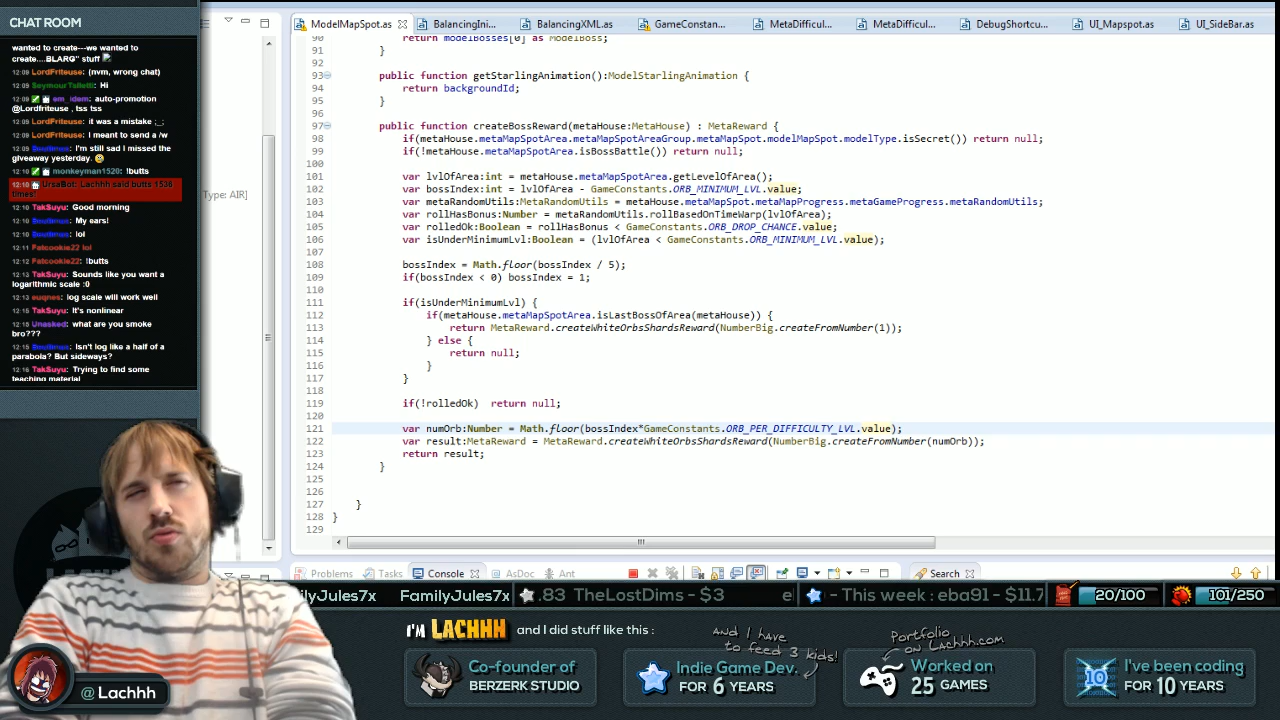 CHAT ROOM
wanted to create---we wanted to
create....BLARG" stuff
12:09 LordFriteuse: (nvm, wrong chat)
12:09 SeymourTsiletti: Hi
12:09 em_idem: auto-promotion
@Lordfriteuse , tss tss
12:09 LordFriteuse: it was a mistake ;_;
12:09 LordFriteuse: I meant to send a /w
I'm still sad I missed the
giveaway yesterday.
12:10 monkeyman1520: !butts
12:10 UrsaBot: Lachhh said butts 1536
times!
12:10 TakSuyu: Good morning
My ears!
lol
12:11 Patcookie22 lol
12:12 Patcookie22: !butts
12:13 TakSuyu: Sounds like you want a
logarithmic scale :0
12:13 euqnes: log scale will work well
12:15 TakSuyu: It's nonlinear
12:15 Unasked: what are you smoke
bro???
Isn't log like a half of a
parabola? But sideways?
12:16 TakSuyu: Trying to find some
teaching material
Type: AIR]
ModelMapSpot.as
BalancingIni...
BalancingXML.as
GameConstan...
MetaDifficul...
MetaDifficul...
DebugShortcu...
UI_Mapspot.as
UI_SideBar.as
90 return modelBosses[0] as ModelBoss;
91 }
92
93 public function getStarlingAnimation():ModelStarlingAnimation {
94 return backgroundId;
95 }
96
97 public function createBossReward(metaHouse:MetaHouse) : MetaReward {
98 if(metaHouse.metaMapSpotArea.metaMapSpotAreaGroup.metaMapSpot.modelMapSpot.modelType.isSecret()) return null;
99 if(!metaHouse.metaMapSpotArea.isBossBattle()) return null;
100
101 var lvlOfArea:int = metaHouse.metaMapSpotArea.getLevelOfArea();
102 var bossIndex:int = lvlOfArea - GameConstants.ORB_MINIMUM_LVL.value;
103 var metaRandomUtils:MetaRandomUtils = metaHouse.metaMapSpot.metaMapProgress.metaGameProgress.metaRandomUtils;
104 var rollHasBonus:Number = metaRandomUtils.rollBasedOnTimeWarp(lvlOfArea);
105 var rolledOk:Boolean = rollHasBonus < GameConstants.ORB_DROP_CHANCE.value;
106 var isUnderMinimumLvl:Boolean = (lvlOfArea < GameConstants.ORB_MINIMUM_LVL.value);
107
108 bossIndex = Math.floor(bossIndex / 5);
109 if(bossIndex < 0) bossIndex = 1;
110
111 if(isUnderMinimumLvl) {
112 if(metaHouse.metaMapSpotArea.isLastBossOfArea(metaHouse)) {
113 return MetaReward.createWhiteOrbsShardsReward(NumberBig.createFromNumber(1));
114 } else {
115 return null;
116 }
117 }
118
119 if(!rolledOk) return null;
120
121 var numOrb:Number = Math.floor(bossIndex*GameConstants.ORB_PER_DIFFICULTY_LVL.value);
122 var result:MetaReward = MetaReward.createWhiteOrbsShardsReward(NumberBig.createFromNumber(numOrb));
123 return result;
124 }
125
126
127 }
128 }
129
Problems Tasks Console AsDoc Ant Search
ilyJules7x FamilyJules7x .83 TheLostDims - $3 e - This week : eba91 - $11.7 20/100 101/250
I'M LACHHH and I did stuff like this :
And I have
to feed 3 kids!
Portfolio
on Lachhh.com
@Lachhh
Co-founder of
BERZERK STUDIO
Indie Game Dev.
FOR 6 YEARS
Worked on
25 GAMES
10
I've been coding
FOR 10 YEARS